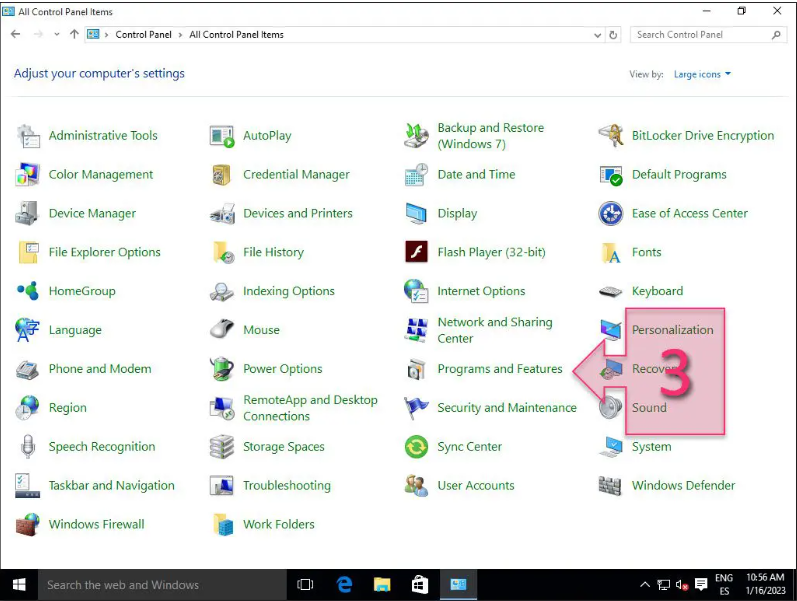 All Control Panel Items
Control Panel > All Control Panel Items
Search Control Panel
Adjust your computer's settings
View by: Large icons
Administrative Tools
AutoPlay
Backup and Restore
(Windows 7)
BitLocker Drive Encryption
Color Management
Credential Manager
Date and Time
Default Programs
Device Manager
Devices and Printers
Display
Ease of Access Center
File Explorer Options
File History
Flash Player (32-bit)
Fonts
HomeGroup
Indexing Options
Internet Options
Keyboard
Language
Mouse
Network and Sharing
Center
Personalization
Phone and Modem
Power Options
Programs and Features
Recovery
3
Region
RemoteApp and Desktop
Connections
Security and Maintenance
Sound
Speech Recognition
Storage Spaces
Sync Center
System
Taskbar and Navigation
Troubleshooting
User Accounts
Windows Defender
Windows Firewall
Work Folders
Search the web and Windows
ENG
ES
10:56 AM
1/16/2023